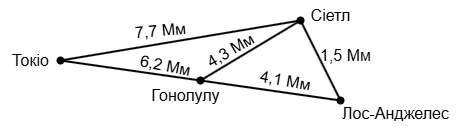 Сіетл
7,7 Мм
4,3 Мм
1,5 Мм
Токіо
6,2 Мм
4,1 Мм
Гонолулу
Лос-Анджелес